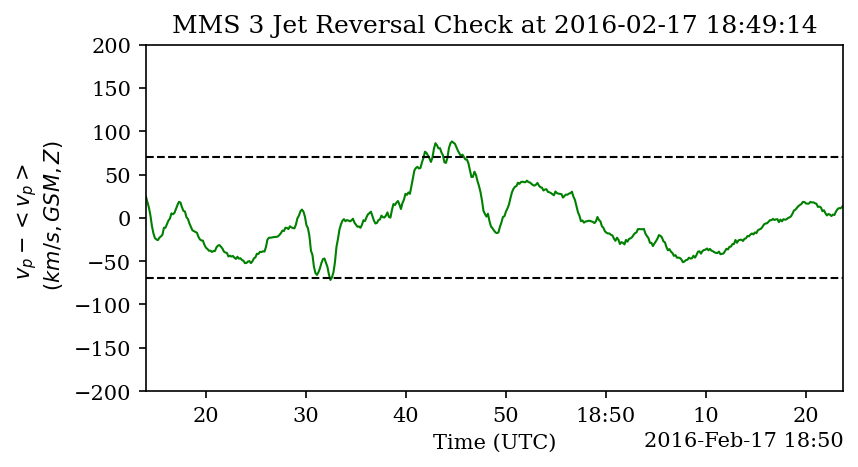 MMS 3 Jet Reversal Check at 2016-02-17 18:49:14
200
150
100
50
0
−50
−100
−150
−200
v_p − < v_p >
(km/s, GSM, Z)
20 30 40 50 18:50 10 20
Time (UTC)
2016-Feb-17 18:50